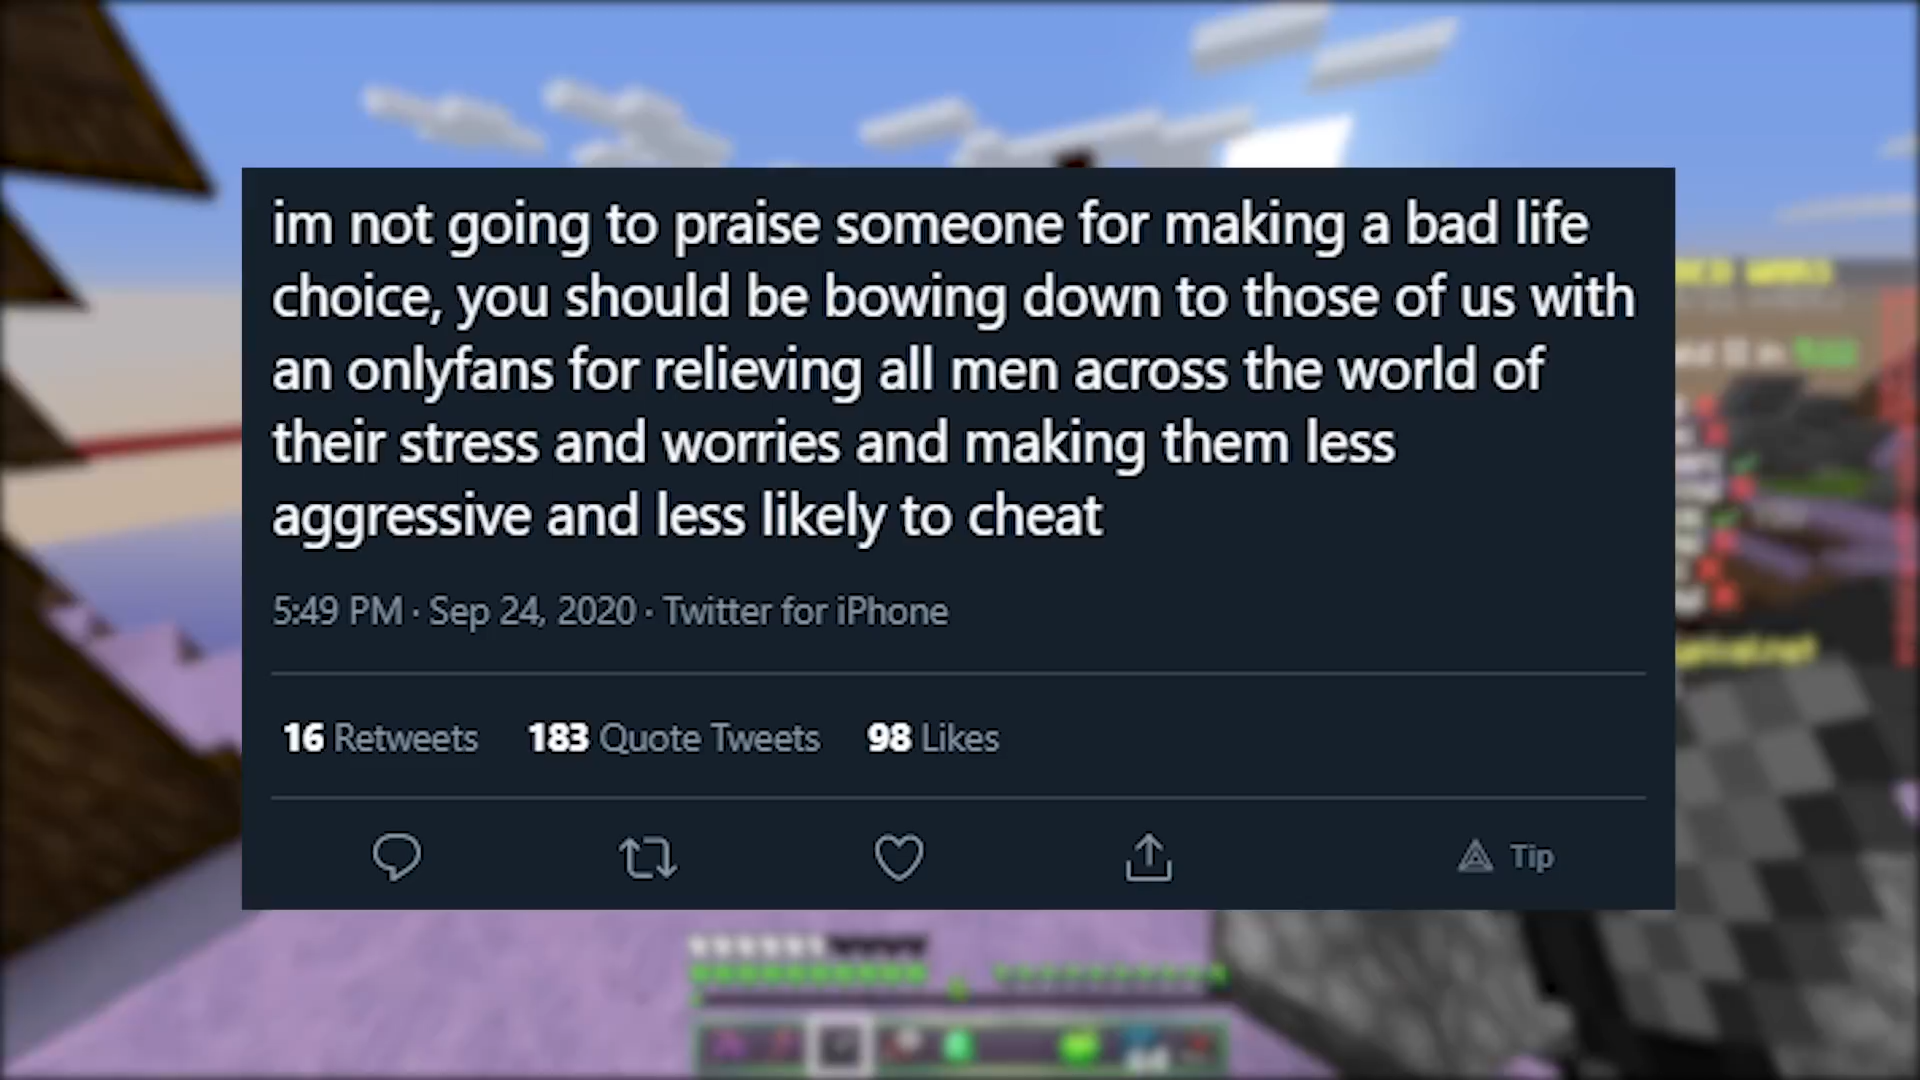 im not going to praise someone for making a bad life
choice, you should be bowing down to those of us with
an onlyfans for relieving all men across the world of
their stress and worries and making them less
aggressive and less likely to cheat
5:49 PM · Sep 24, 2020 · Twitter for iPhone
16 Retweets 183 Quote Tweets 98 Likes
Tip